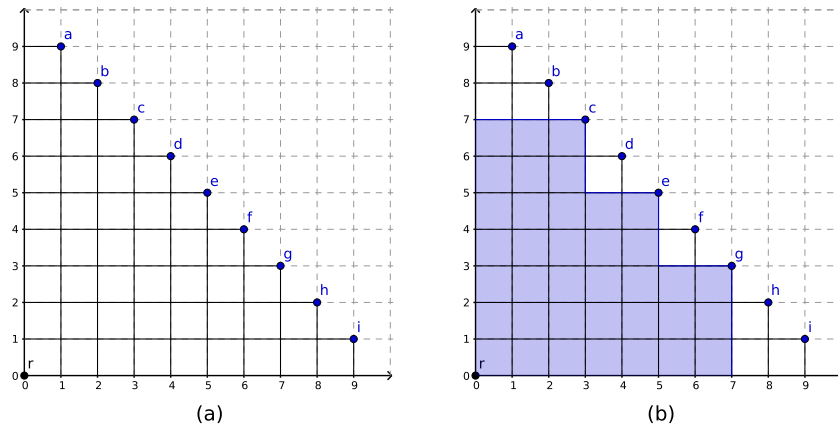 a a
9 9
b b
8 8
c c
7 7
d d
6 6
e e
5 5
f f
4 4
g g
3 3
h h
2 2
i i
1 1
r r
0 0
0 1 2 3 4 5 6 7 8 9 0 1 2 3 4 5 6 7 8 9
(a) (b)